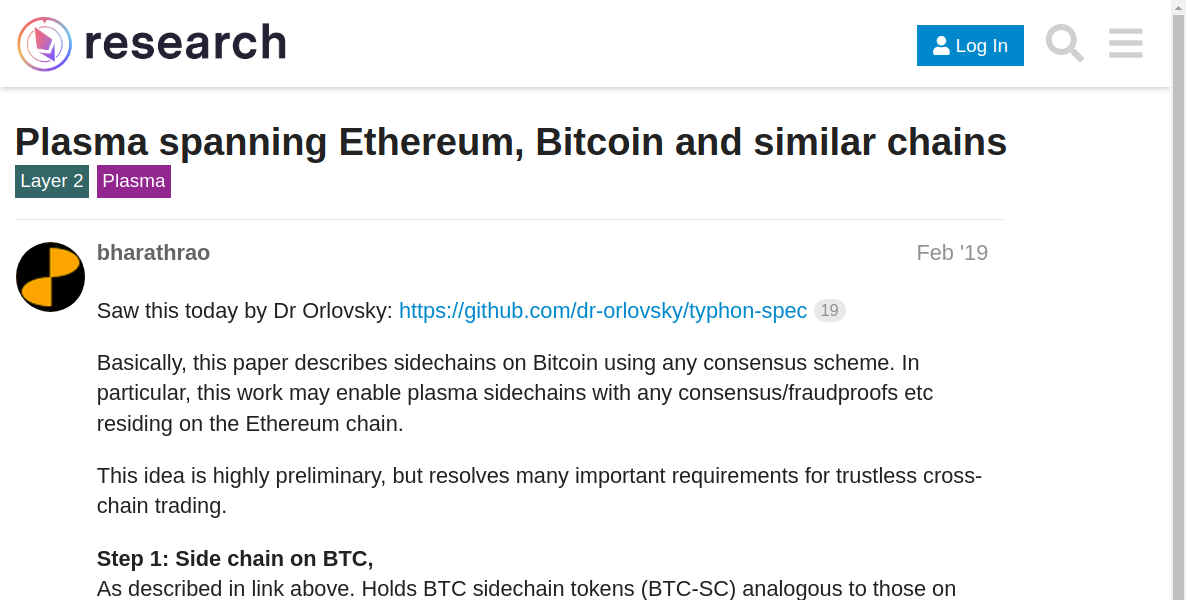 research
Log In
Plasma spanning Ethereum, Bitcoin and similar chains
Layer 2 Plasma
bharathrao Feb '19
Saw this today by Dr Orlovsky: https://github.com/dr-orlovsky/typhon-spec 19
Basically, this paper describes sidechains on Bitcoin using any consensus scheme. In
particular, this work may enable plasma sidechains with any consensus/fraudproofs etc
residing on the Ethereum chain.
This idea is highly preliminary, but resolves many important requirements for trustless cross-
chain trading.
Step 1: Side chain on BTC,
As described in link above. Holds BTC sidechain tokens (BTC-SC) analogous to those on